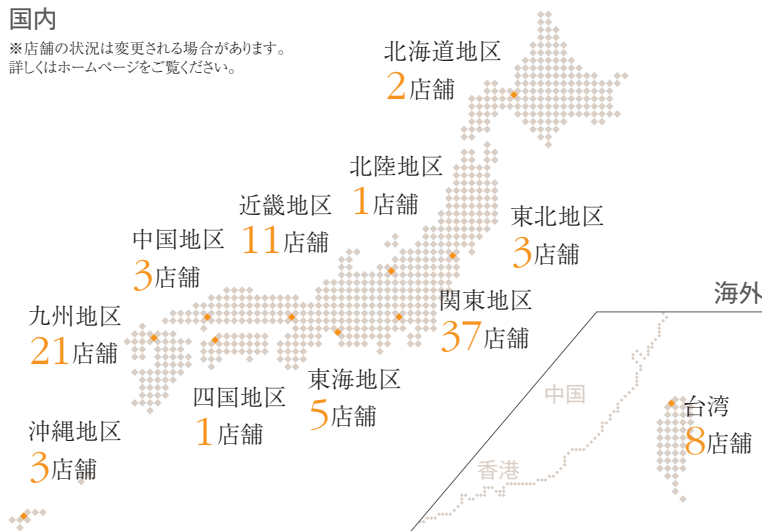 国内
※店舗の状況は変更される場合があります。
詳しくはホームページをご覧ください。
北海道地区
2店舗
北陸地区
1店舗
近畿地区
11店舗
東北地区
3店舗
中国地区
3店舗
関東地区
37店舗
九州地区
21店舗
東海地区
5店舗
四国地区
1店舗
沖縄地区
3店舗
海外
中国
香港
台湾
8店舗